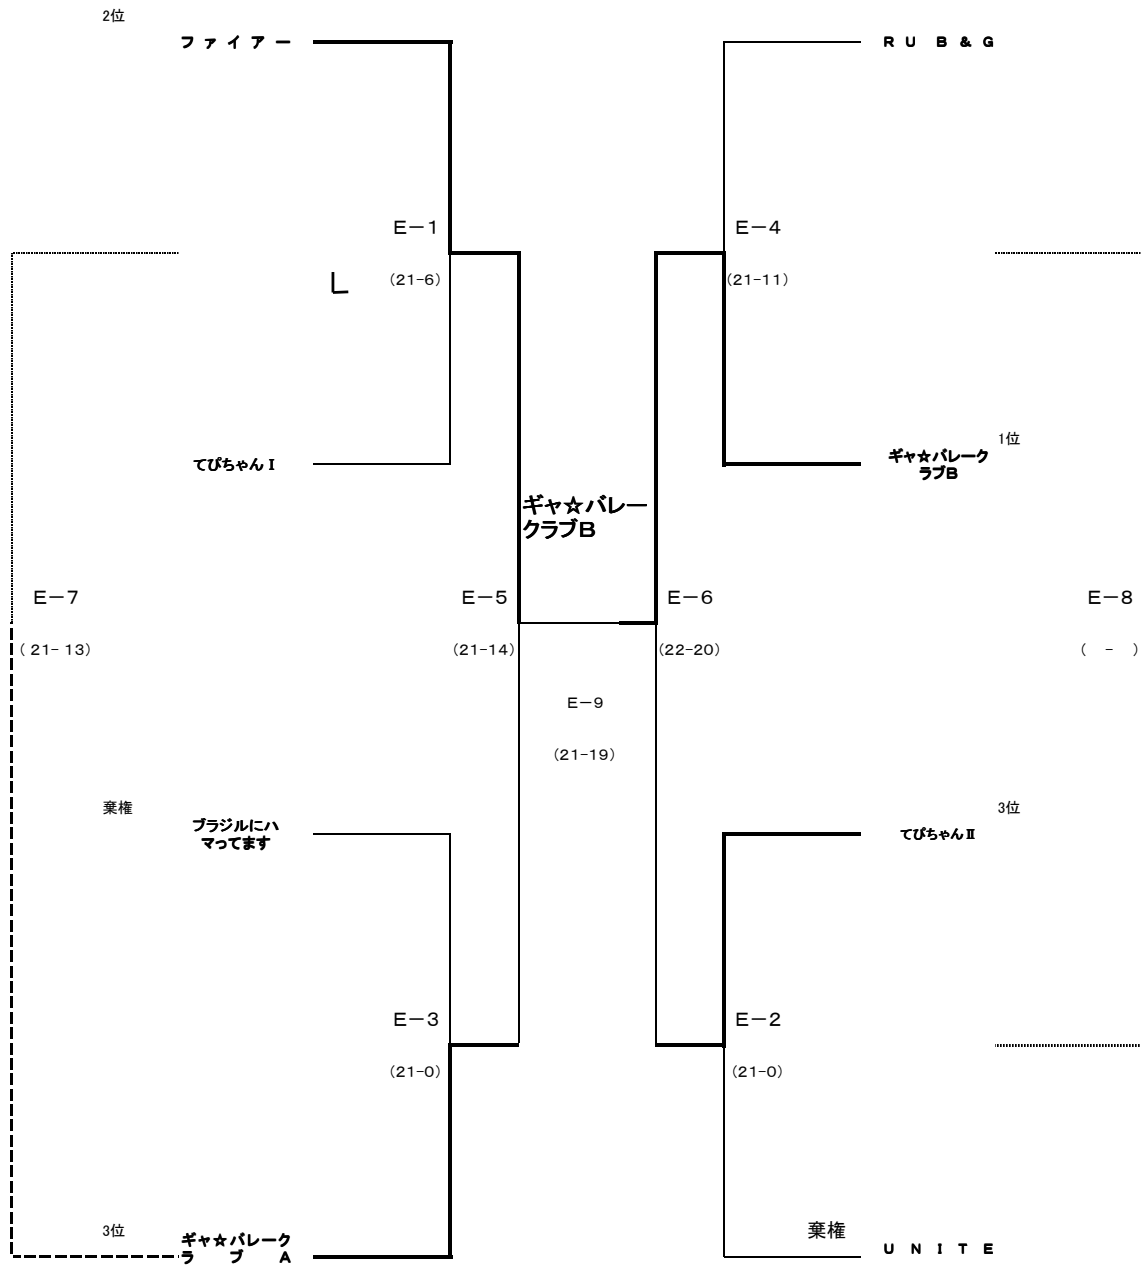 2位
ファイアー
ＲＵ Ｂ＆Ｇ
Ｅ－１
Ｅ－４
（21-6）
（21-11）
1位
てぴちゃんⅠ
ギャ☆バレーク
ラブB
ギャ☆バレー
クラブB
Ｅ－７
Ｅ－５
Ｅ－６
Ｅ－８
（ 21- 13）
（21-14）
（22-20）
（　-　）
Ｅ－９
（21-19）
棄権
3位
ブラジルにハ
マってます
てぴちゃんⅡ
Ｅ－３
Ｅ－２
（21-0）
（21-0）
3位
ギャ☆バレーク
ラブA
棄権
ＵＮＩＴＥ